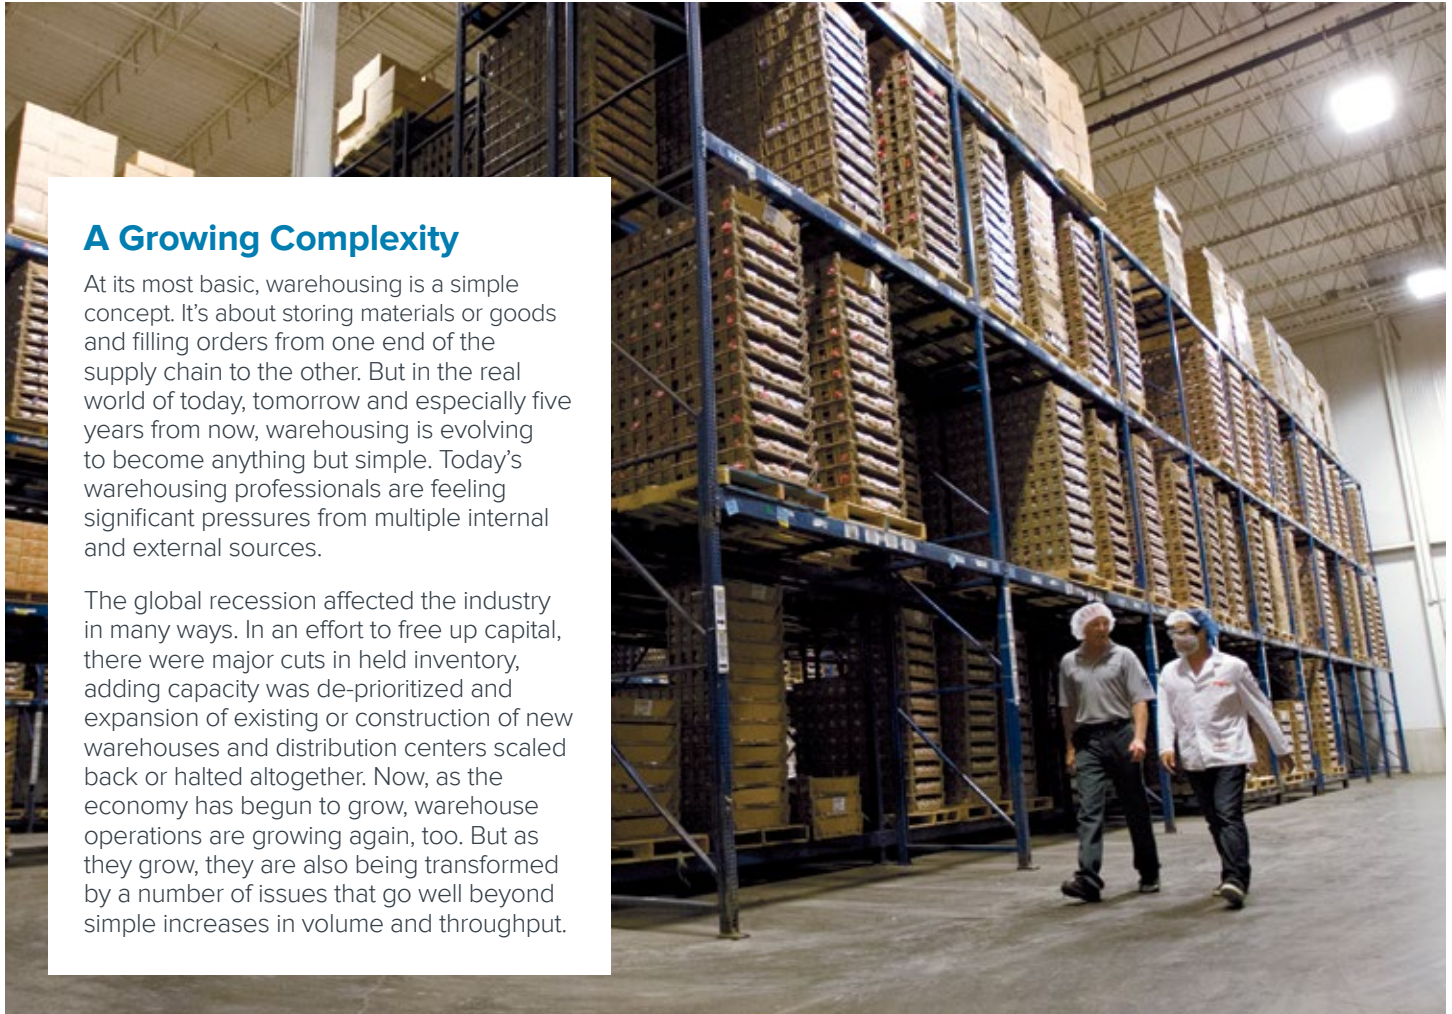 A Growing Complexity
At its most basic, warehousing is a simple
concept. It’s about storing materials or goods
and filling orders from one end of the
supply chain to the other. But in the real
world of today, tomorrow and especially five
years from now, warehousing is evolving
to become anything but simple. Today’s
warehousing professionals are feeling
significant pressures from multiple internal
and external sources.
The global recession affected the industry
in many ways. In an effort to free up capital,
there were major cuts in held inventory,
adding capacity was de-prioritized and
expansion of existing or construction of new
warehouses and distribution centers scaled
back or halted altogether. Now, as the
economy has begun to grow, warehouse
operations are growing again, too. But as
they grow, they are also being transformed
by a number of issues that go well beyond
simple increases in volume and throughput.